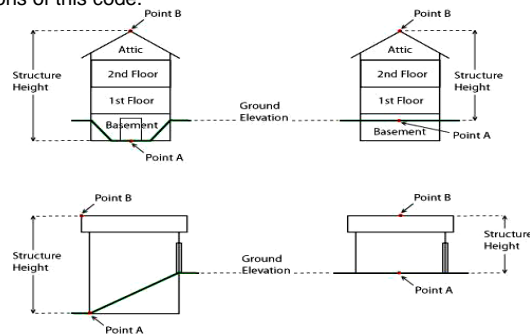 ons of this code.
Point B
Attic
2nd Floor
1st Floor
Basement
Structure
Height
Point A
Ground
Elevation
Point B
Attic
2nd Floor
1st Floor
Basement
Structure
Height
Point A
Point B
Structure
Height
Point A
Ground
Elevation
Point B
Structure
Height
Point A